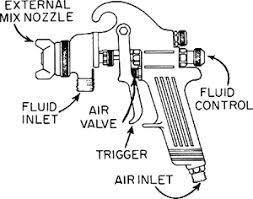 EXTERNAL
MIX NOZZLE
FLUID
INLET
AIR
VALVE
TRIGGER
AIR INLET
FLUID
CONTROL